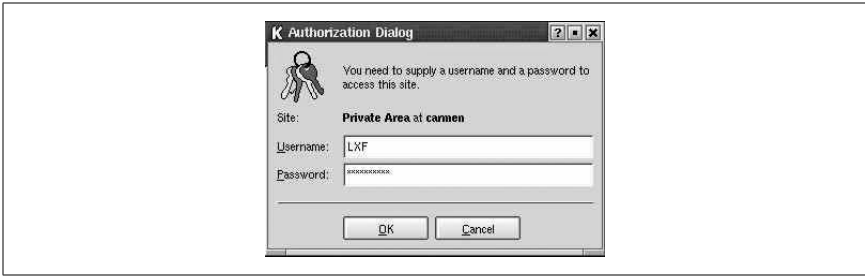 K Authorization Dialog
You need to supply a username and a password to
access this site.
Site: Private Area at carmen
Username: LXF
Password: **********
OK Cancel